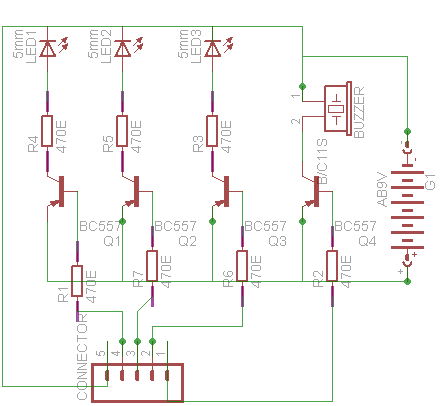 5mm
LED1
5mm
LED2
5mm
LED3
1
2
BUZZER
B/C11S
R4
470E
R5
470E
R3
470E
AB9V
G1
-
+
+
BC557
Q1
BC557
Q2
BC557
Q3
BC557
Q4
R1
470E
R7
470E
R6
470E
R2
470E
CONNECTOR
5
4
3
2
1